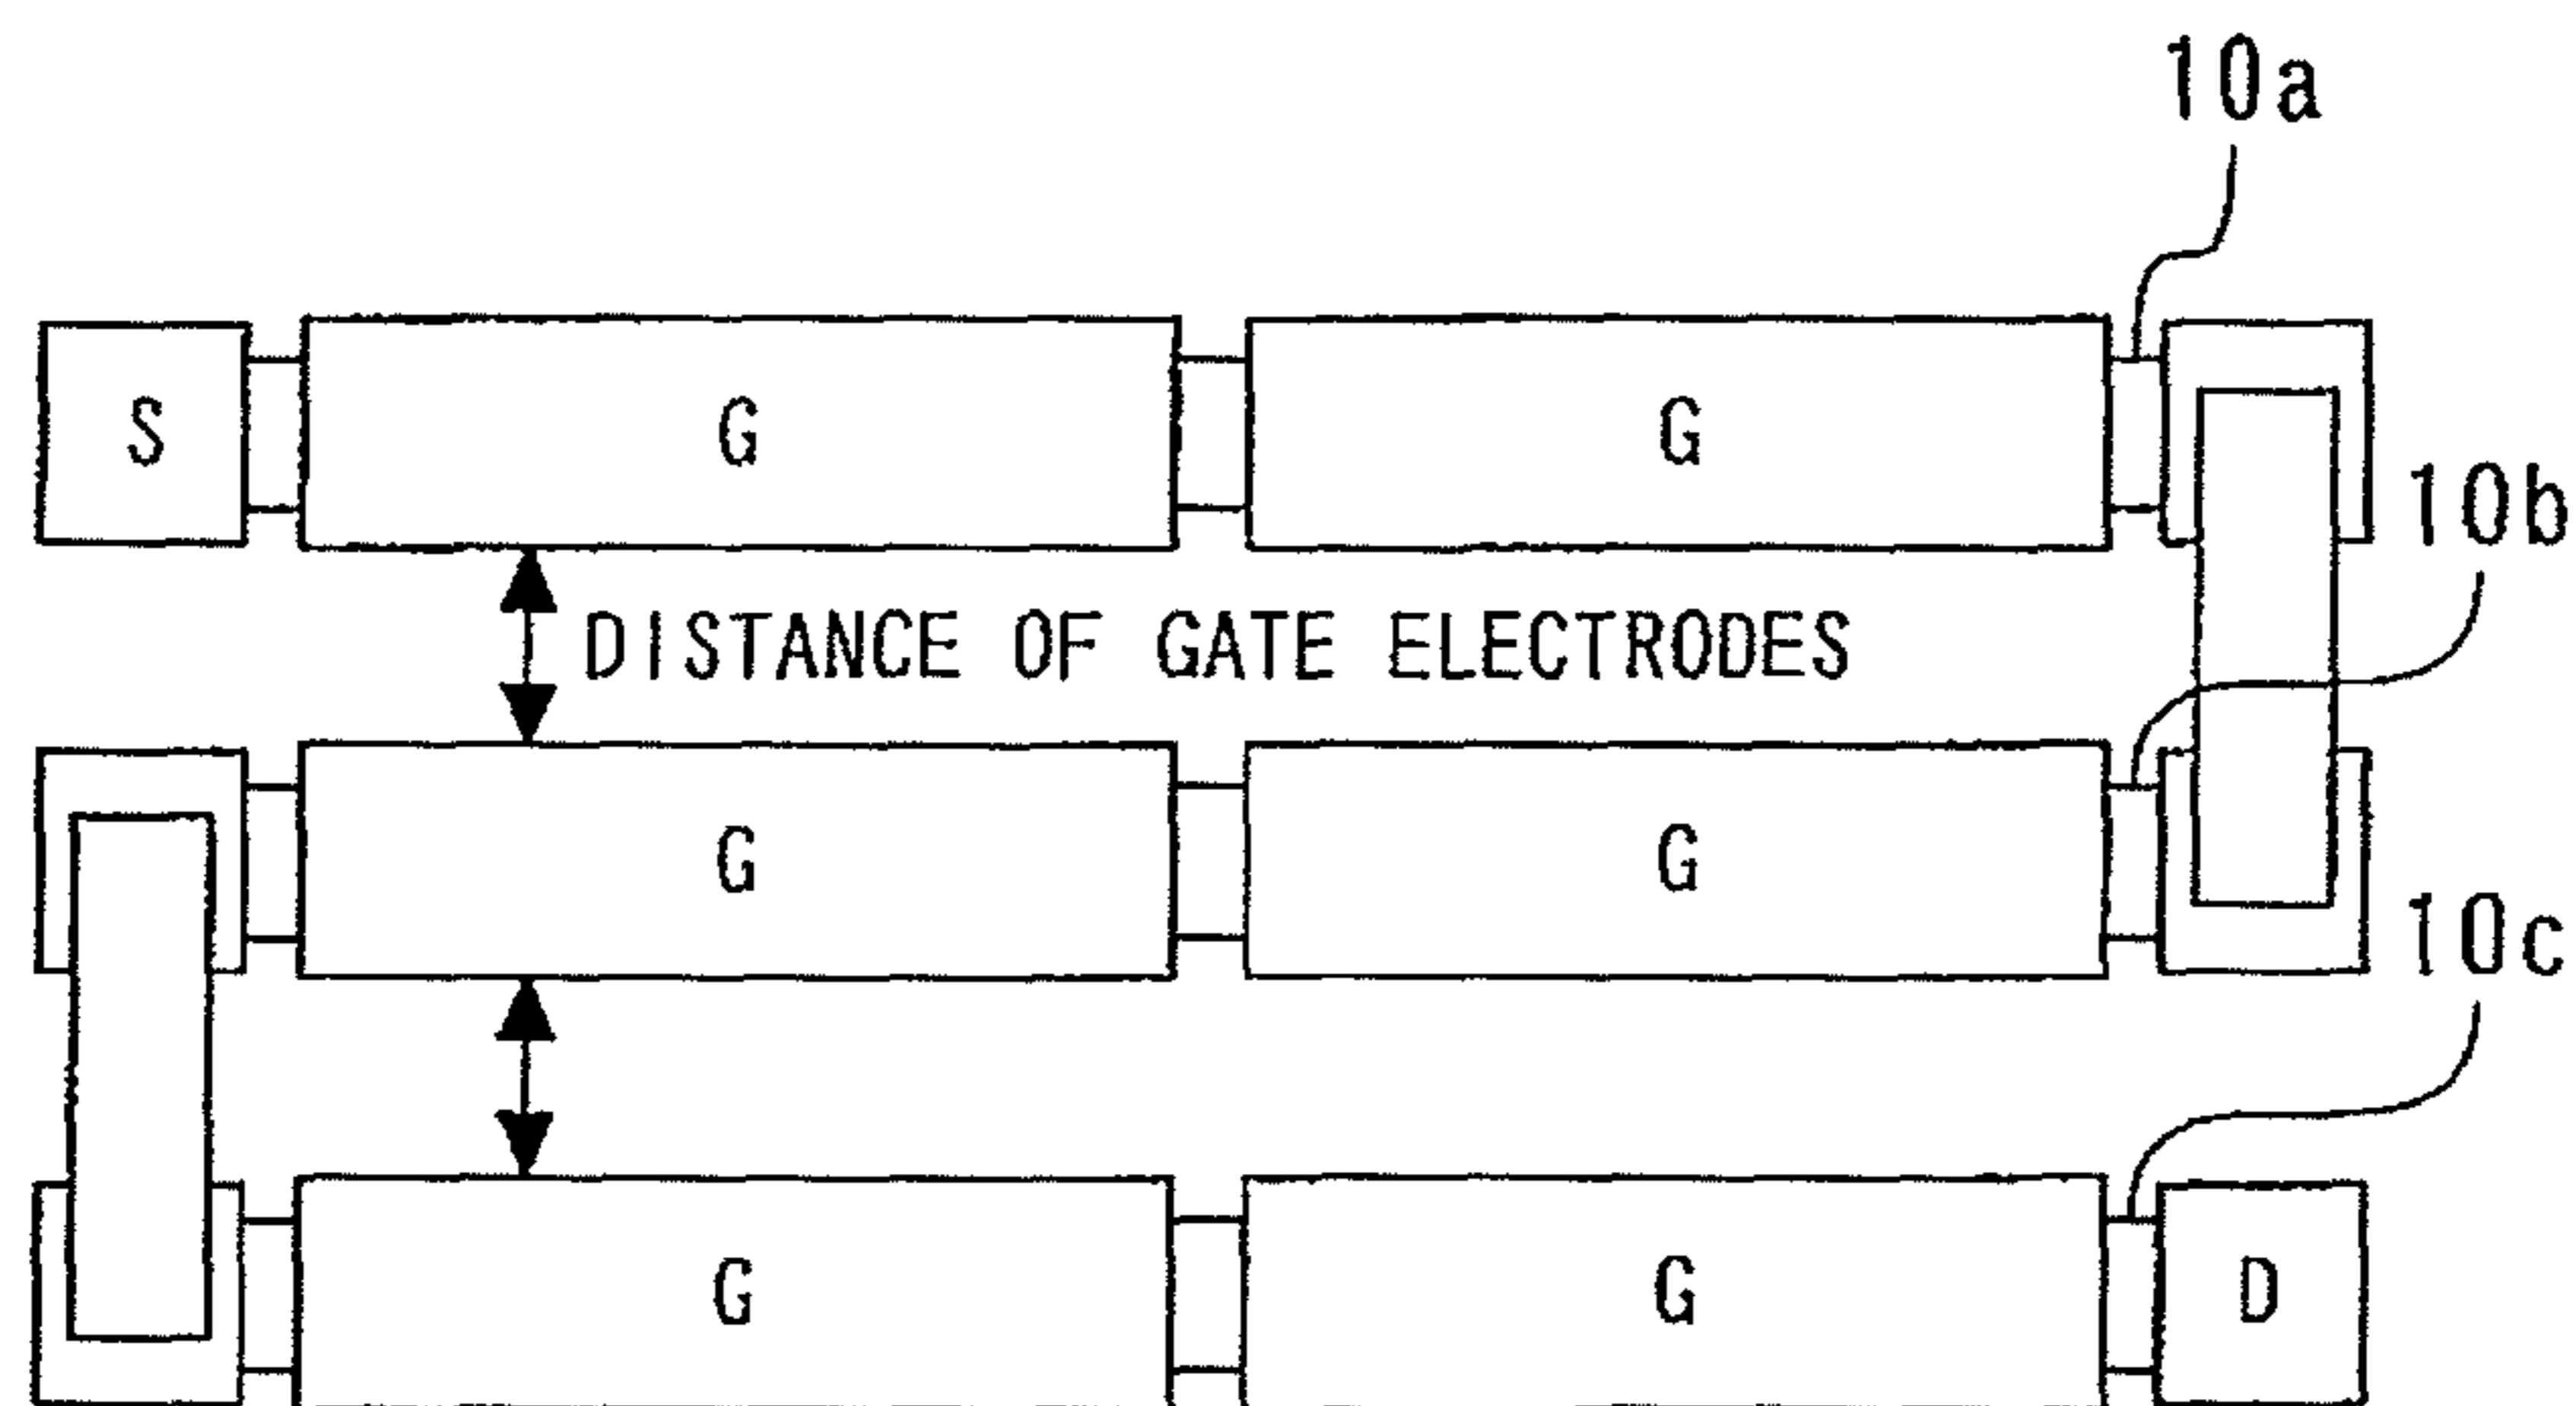 10a
S G G
10b
DISTANCE OF GATE ELECTRODES
G G
10c
G G D